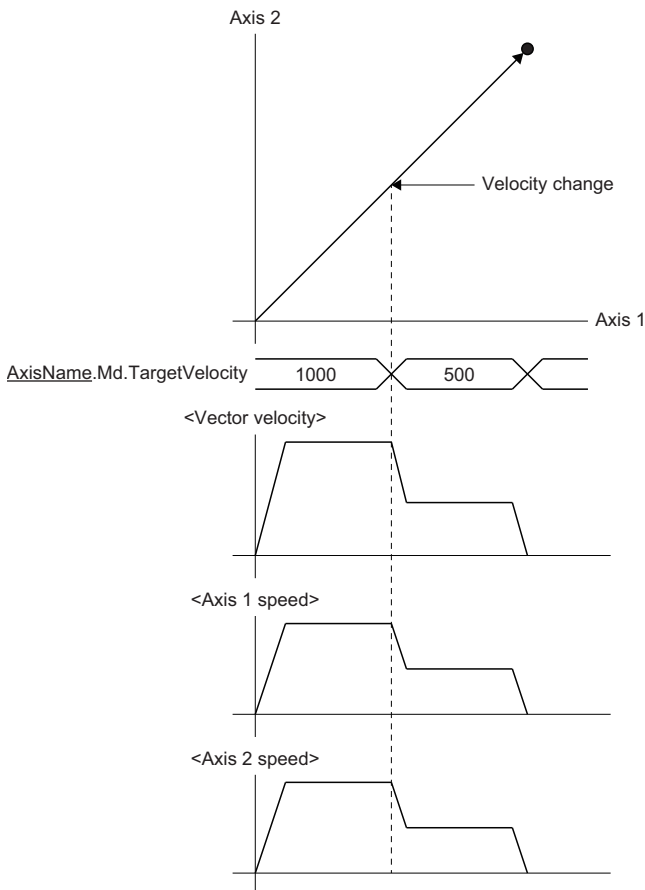 Axis 2
Velocity change
Axis 1
AxisName.Md.TargetVelocity 1000 500
<Vector velocity>
<Axis 1 speed>
<Axis 2 speed>